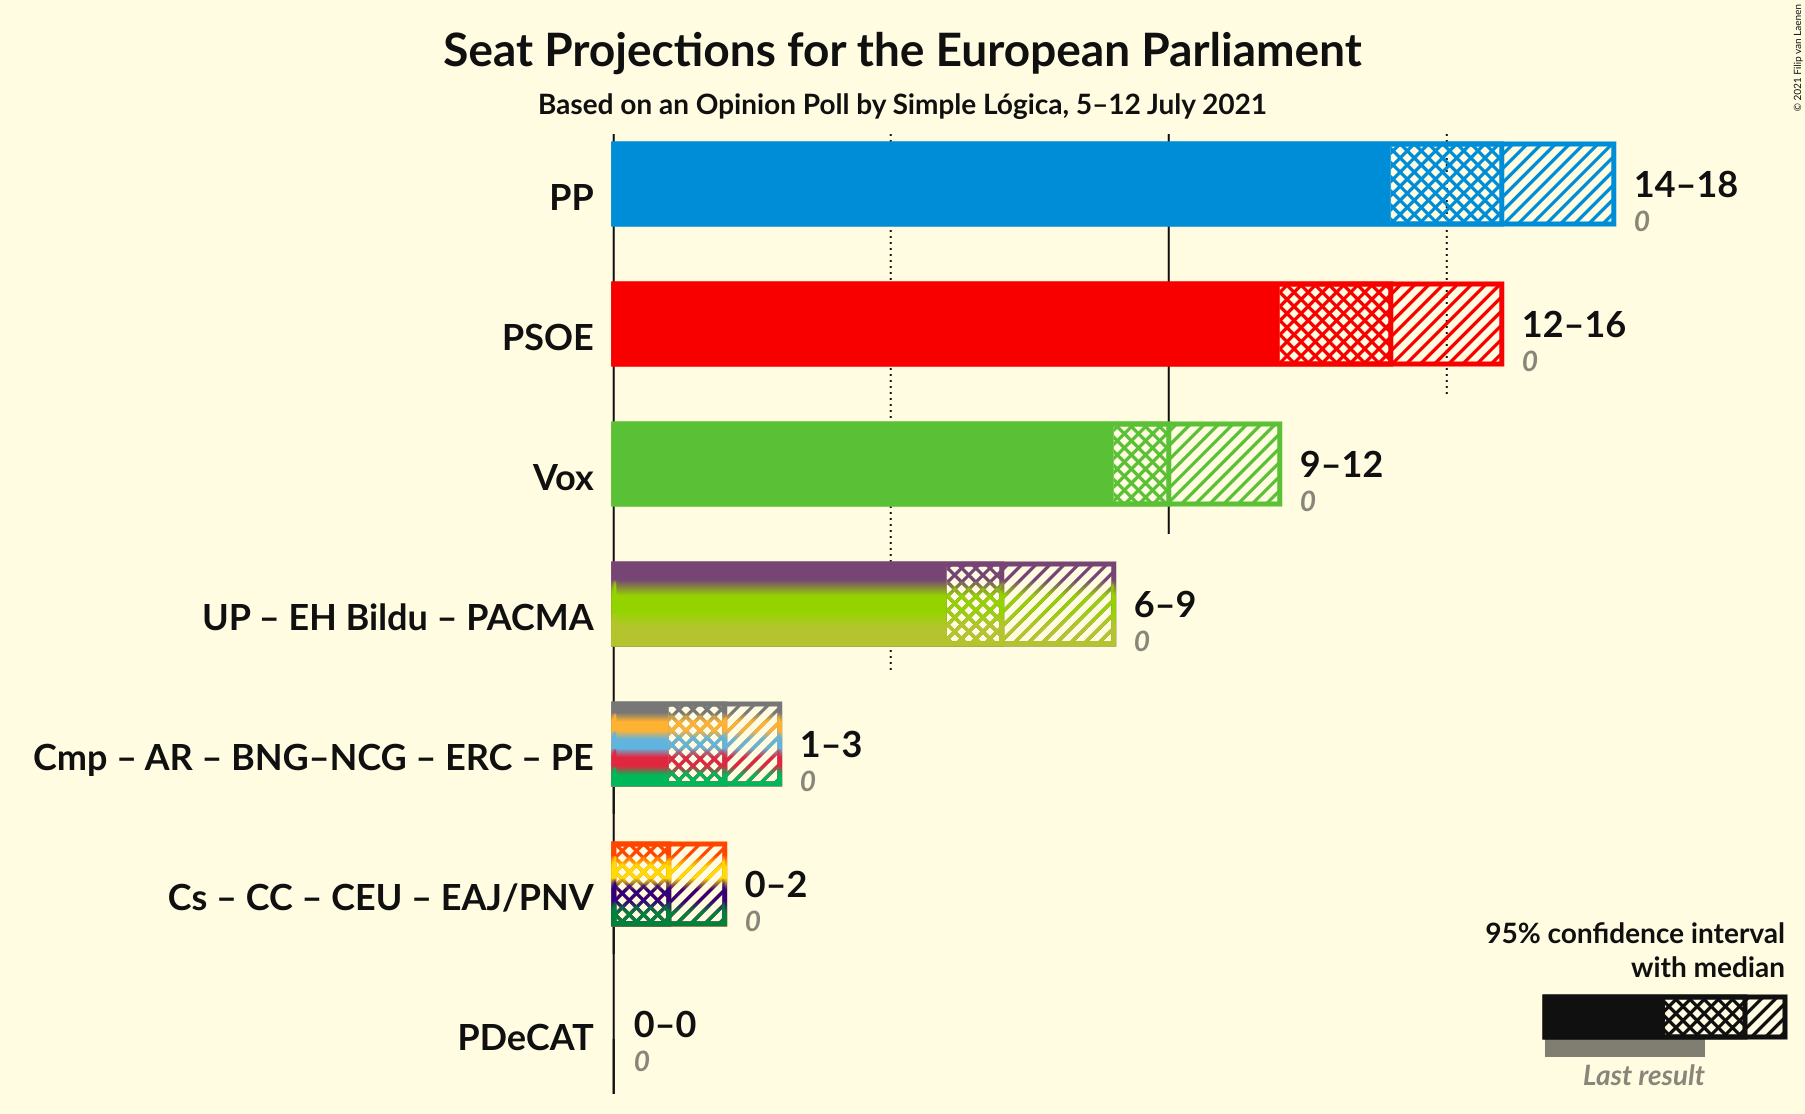 Seat Projections for the European Parliament
Based on an Opinion Poll by Simple Lógica, 5–12 July 2021
© 2021 Filip van Laenen
PP
14–18
0
PSOE
12–16
0
Vox
9–12
0
UP – EH Bildu – PACMA
6–9
0
Cmp – AR – BNG–NCG – ERC – PE
1–3
0
Cs – CC – CEU – EAJ/PNV
0–2
0
PDeCAT
0–0
0
95% confidence interval
with median
Last result